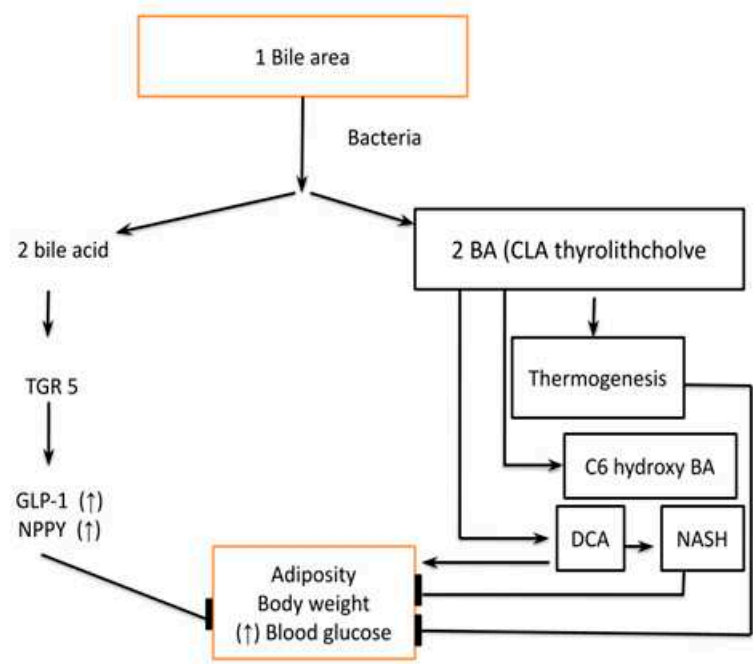 1 Bile area
Bacteria
2 bile acid
2 BA (CLA thyrolithcholve
TGR 5
Thermogenesis
C6 hydroxy BA
GLP-1 (↑)
NPPY (↑)
DCA
NASH
Adiposity
Body weight
(↑) Blood glucose